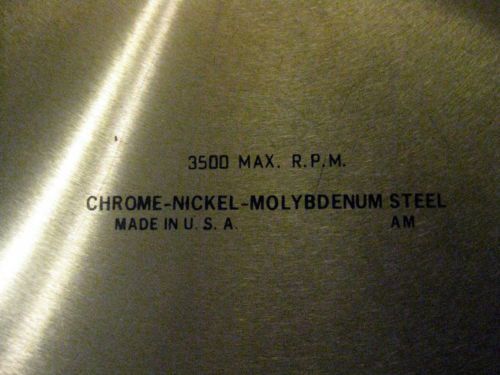 3500 MAX. R.P.M.
CHROME-NICKEL-MOLYBDENUM STEEL
MADE IN U. S. A. AM